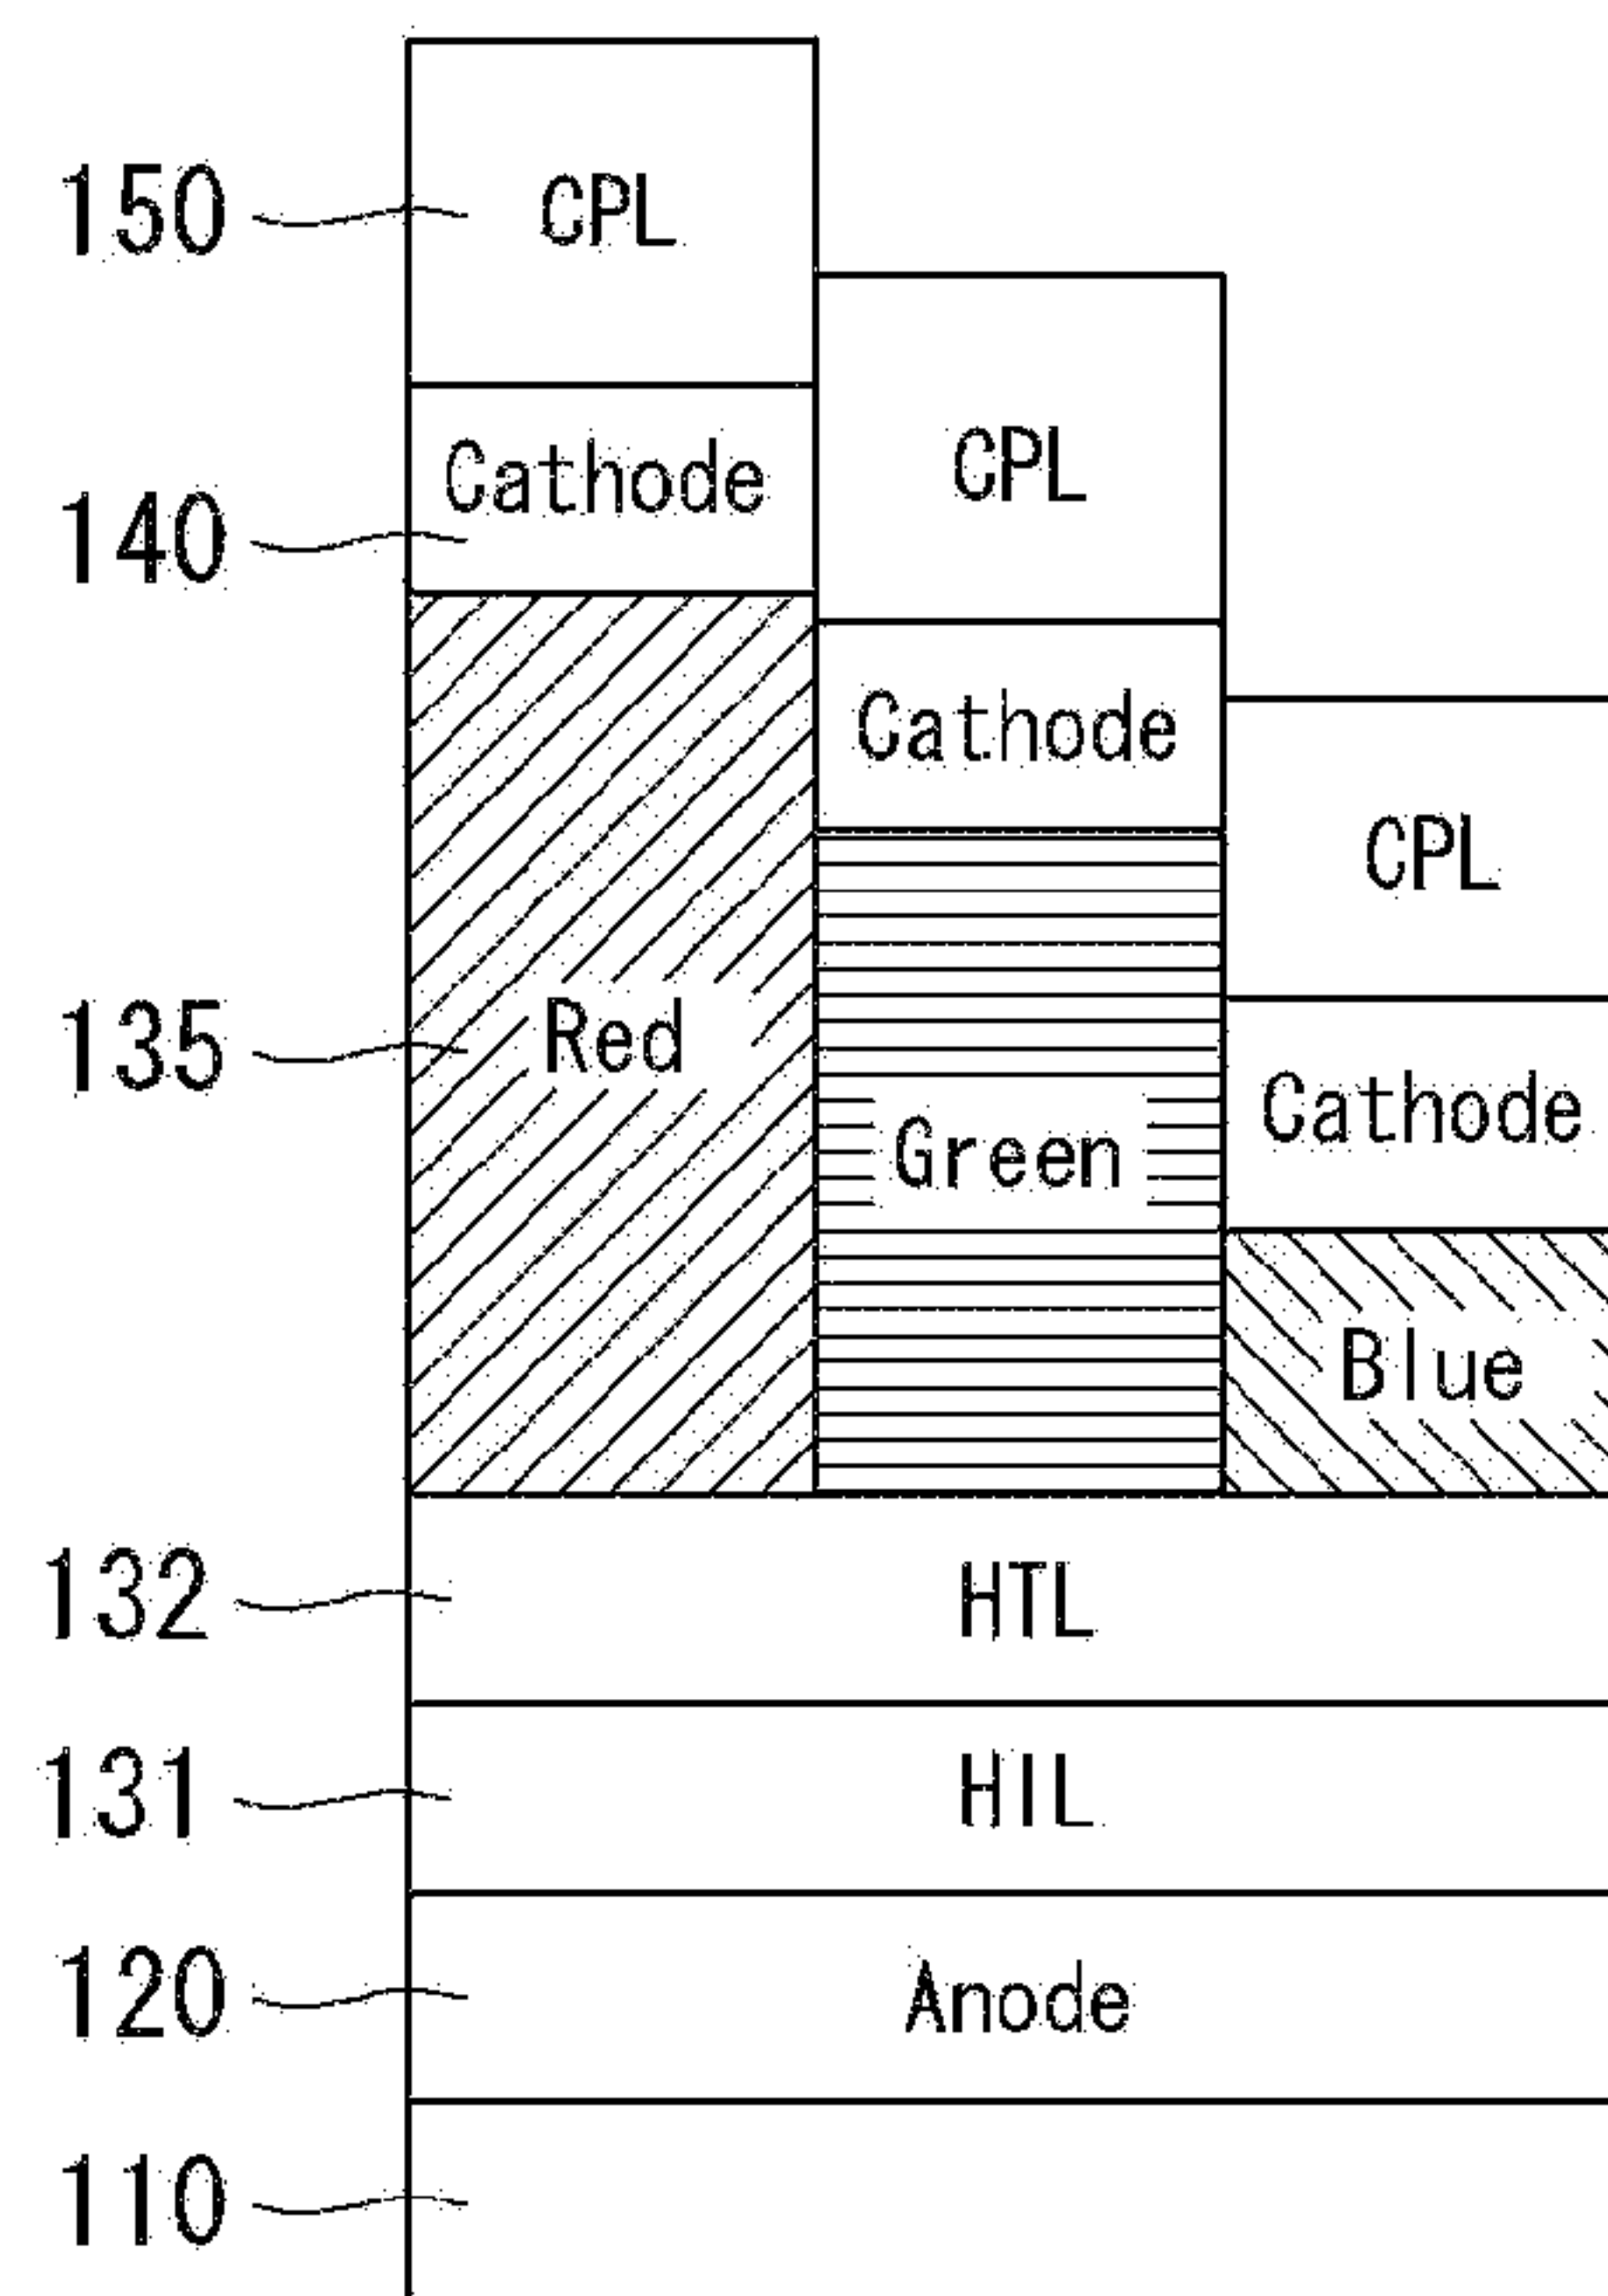 150 CPL
140 Cathode CPL
Cathode
CPL
135 Red Green Cathode
Blue
132 HTL
131 HIL
120 Anode
110